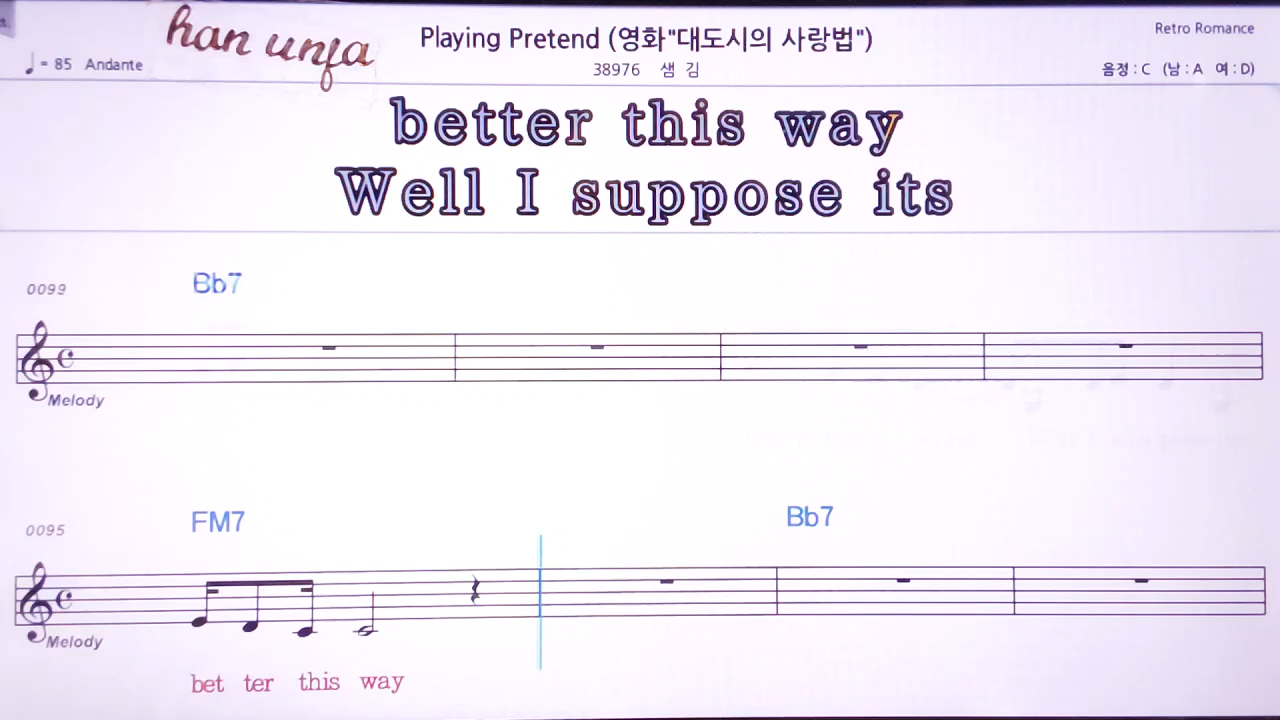 han unfa
Playing Pretend (영화"대도시의 사랑법")
Retro Romance
♩ = 85 Andante
38976 샘 김
음정 : C (남 : A 여 : D)
better this way
Well I suppose its
0099
Bb7
Melody
0095
FM7
Bb7
Melody
bet ter this way